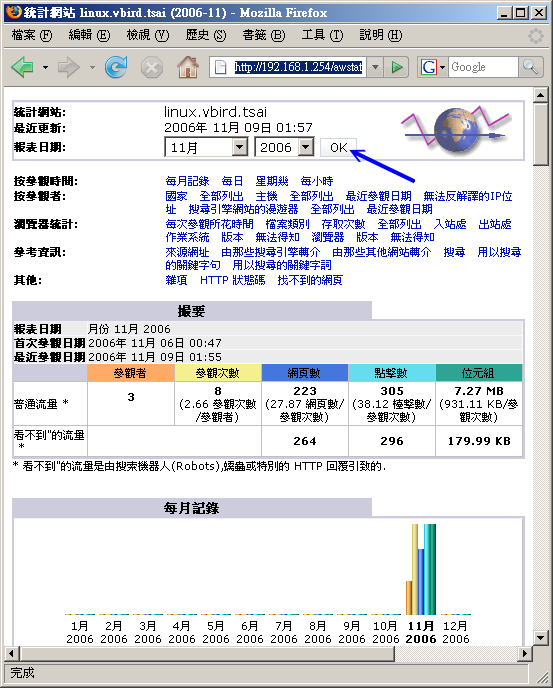 統計網站 linux.vbird.tsai (2006-11) - Mozilla Firefox
檔案 (F) 編輯 (E) 檢視 (V) 歷史 (S) 書籤 (B) 工具 (T) 說明 (H)
http://192.168.1.254/awstat
Google
統計網站: linux.vbird.tsai
最近更新: 2006年 11月 09日 01:57
報表日期: 11月 2006 OK
按參觀時間: 每月記錄 每日 星期幾 每小時
按參觀者: 國家 全部列出 主機 全部列出 最近參觀日期 無法反解譯的IP位
址 搜尋引擎網站的漫遊器 全部列出 最近參觀日期
瀏覽器統計: 每次參觀所花時間 檔案類別 存取次數 全部列出 入站處 出站處
作業系統 版本 無法得知 瀏覽器 版本 無法得知
參考資訊: 來源網址 由那些搜尋引擎轉介 由那些其他網站轉介 搜尋 用以搜尋
的關鍵字句 用以搜尋的關鍵字詞
其他: 雜項 HTTP 狀態碼 找不到的網頁
撮要
報表日期 月份 11月 2006
首次參觀日期 2006年 11月 06日 00:47
最近參觀日期 2006年 11月 09日 01:55
參觀者 參觀次數 網頁數 點擊數 位元組
普通流量 * 3 8 223 305 7.27 MB
(2.66 參觀次數 (27.87 網頁數/ (38.12 檯擊數/ (931.11 KB/參
/參觀者) 參觀次數) 參觀次數) 觀次數)
看不到"的流量
* 264 296 179.99 KB
* 看不到"的流量是由搜索機器人(Robots),蠕蟲或特別的 HTTP 回覆引致的.
每月記錄
1月 2月 3月 4月 5月 6月 7月 8月 9月 10月 11月 12月
2006 2006 2006 2006 2006 2006 2006 2006 2006 2006 2006 2006
完成